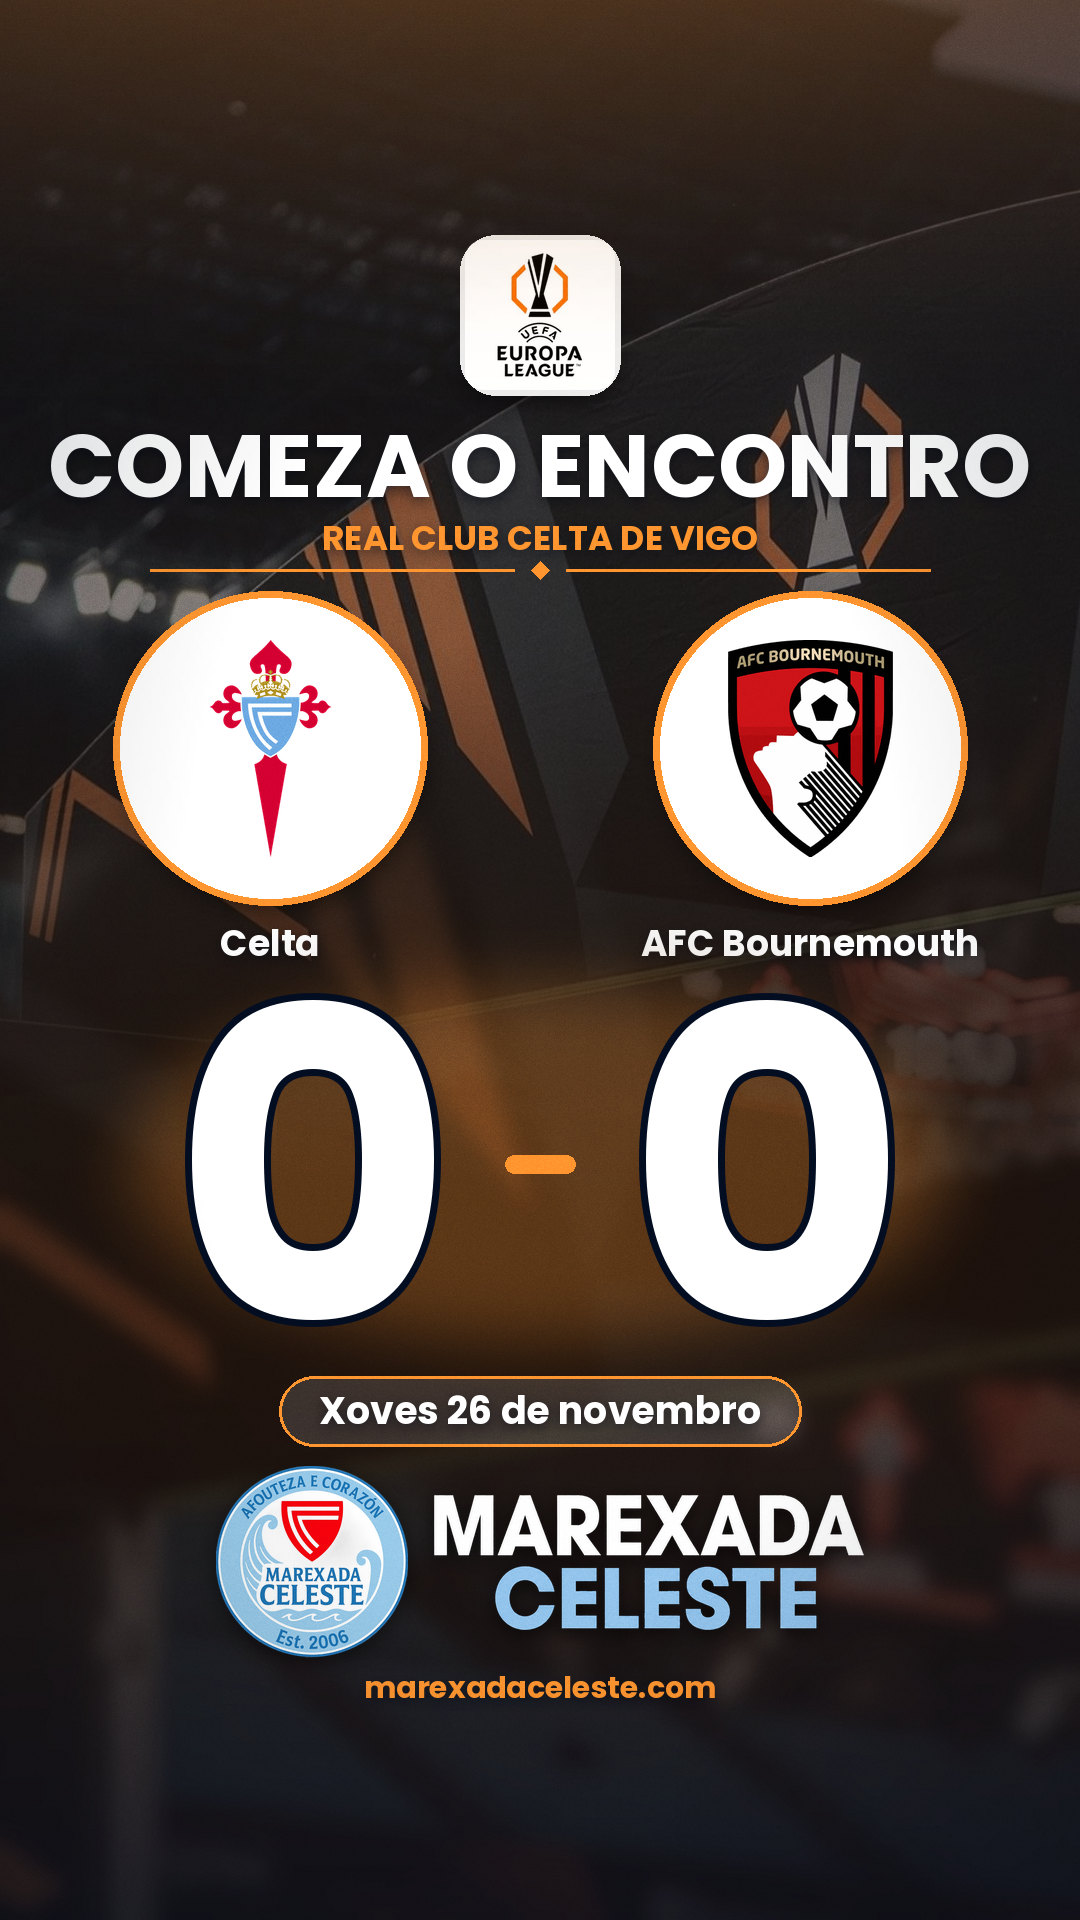 UEFA
EUROPA
LEAGUE™
COMEZA O ENCONTRO
REAL CLUB CELTA DE VIGO
AFC BOURNEMOUTH
Celta
AFC Bournemouth
0 - 0
Xoves 26 de novembro
AFOUTEZA E CORAZÓN
MAREXADA
CELESTE
Est. 2006
MAREXADA
CELESTE
marexadaceleste.com